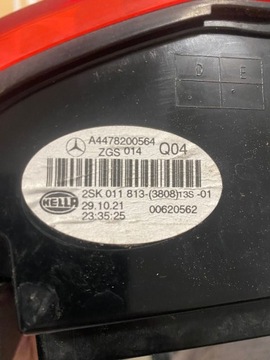 D E
A4478200564
ZGS 014 Q04
HELLA
2SK 011 813-(3808)13S-01
29.10.21 00620562
23:35:25